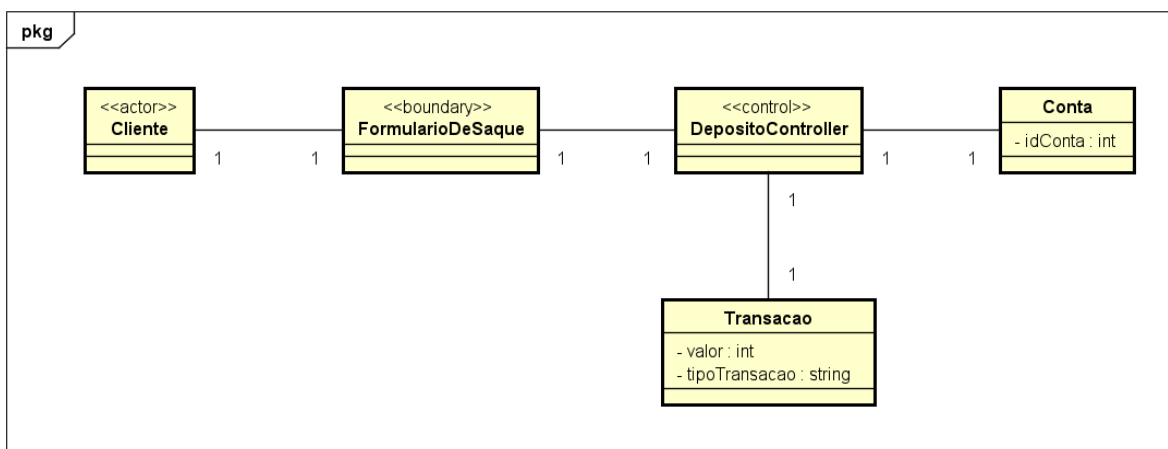 pkg
<<actor>>
Cliente
<<boundary>>
FormularioDeSaque
<<control>>
DepositoController
Conta
- idConta : int
1
1
1
1
1
1
1
1
Transacao
- valor : int
- tipoTransacao : string